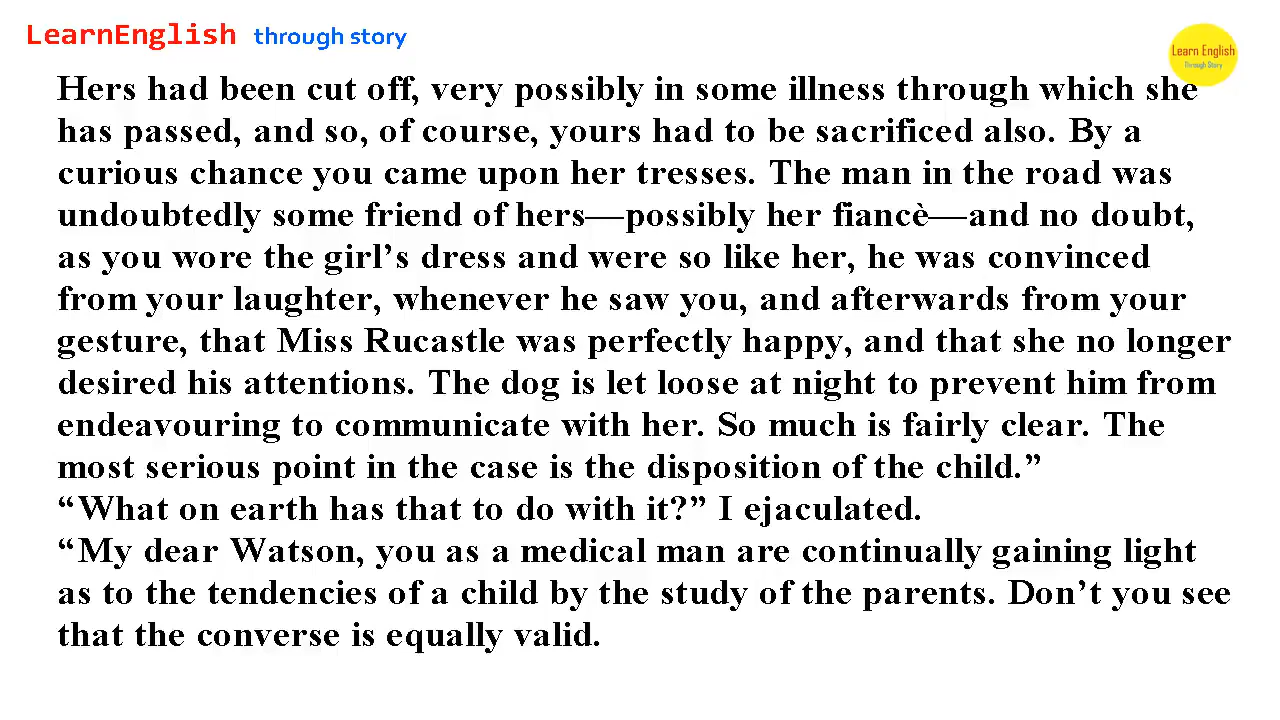 LearnEnglish through story
Learn English
Through Story
Hers had been cut off, very possibly in some illness through which she
has passed, and so, of course, yours had to be sacrificed also. By a
curious chance you came upon her tresses. The man in the road was
undoubtedly some friend of hers—possibly her fiancè—and no doubt,
as you wore the girl’s dress and were so like her, he was convinced
from your laughter, whenever he saw you, and afterwards from your
gesture, that Miss Rucastle was perfectly happy, and that she no longer
desired his attentions. The dog is let loose at night to prevent him from
endeavouring to communicate with her. So much is fairly clear. The
most serious point in the case is the disposition of the child.”
“What on earth has that to do with it?” I ejaculated.
“My dear Watson, you as a medical man are continually gaining light
as to the tendencies of a child by the study of the parents. Don’t you see
that the converse is equally valid.